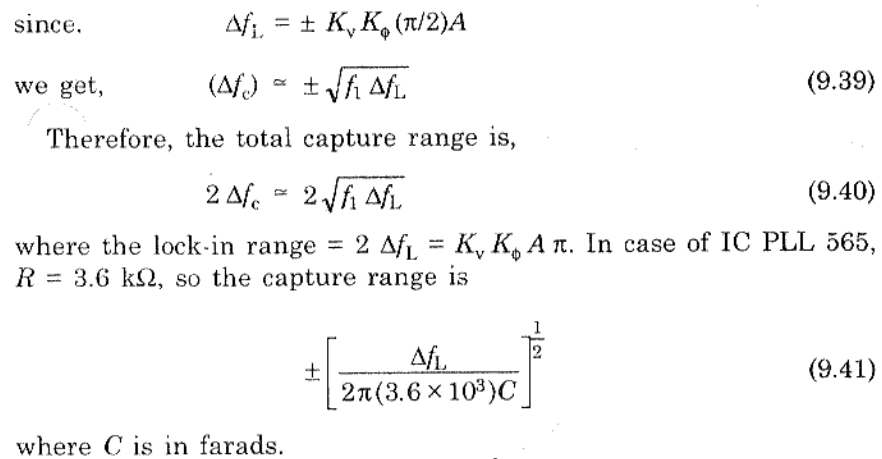 since. Δf_L = ± K_v K_φ (π/2)A
we get, (Δf_c) ≃ ± √(f_1 Δf_L) (9.39)
Therefore, the total capture range is,
2 Δf_c ≃ 2 √(f_1 Δf_L) (9.40)
where the lock-in range = 2 Δf_L = K_v K_φ A π. In case of IC PLL 565,
R = 3.6 kΩ, so the capture range is
± [Δf_L / (2π(3.6 × 10³)C)]^(1/2) (9.41)
where C is in farads.